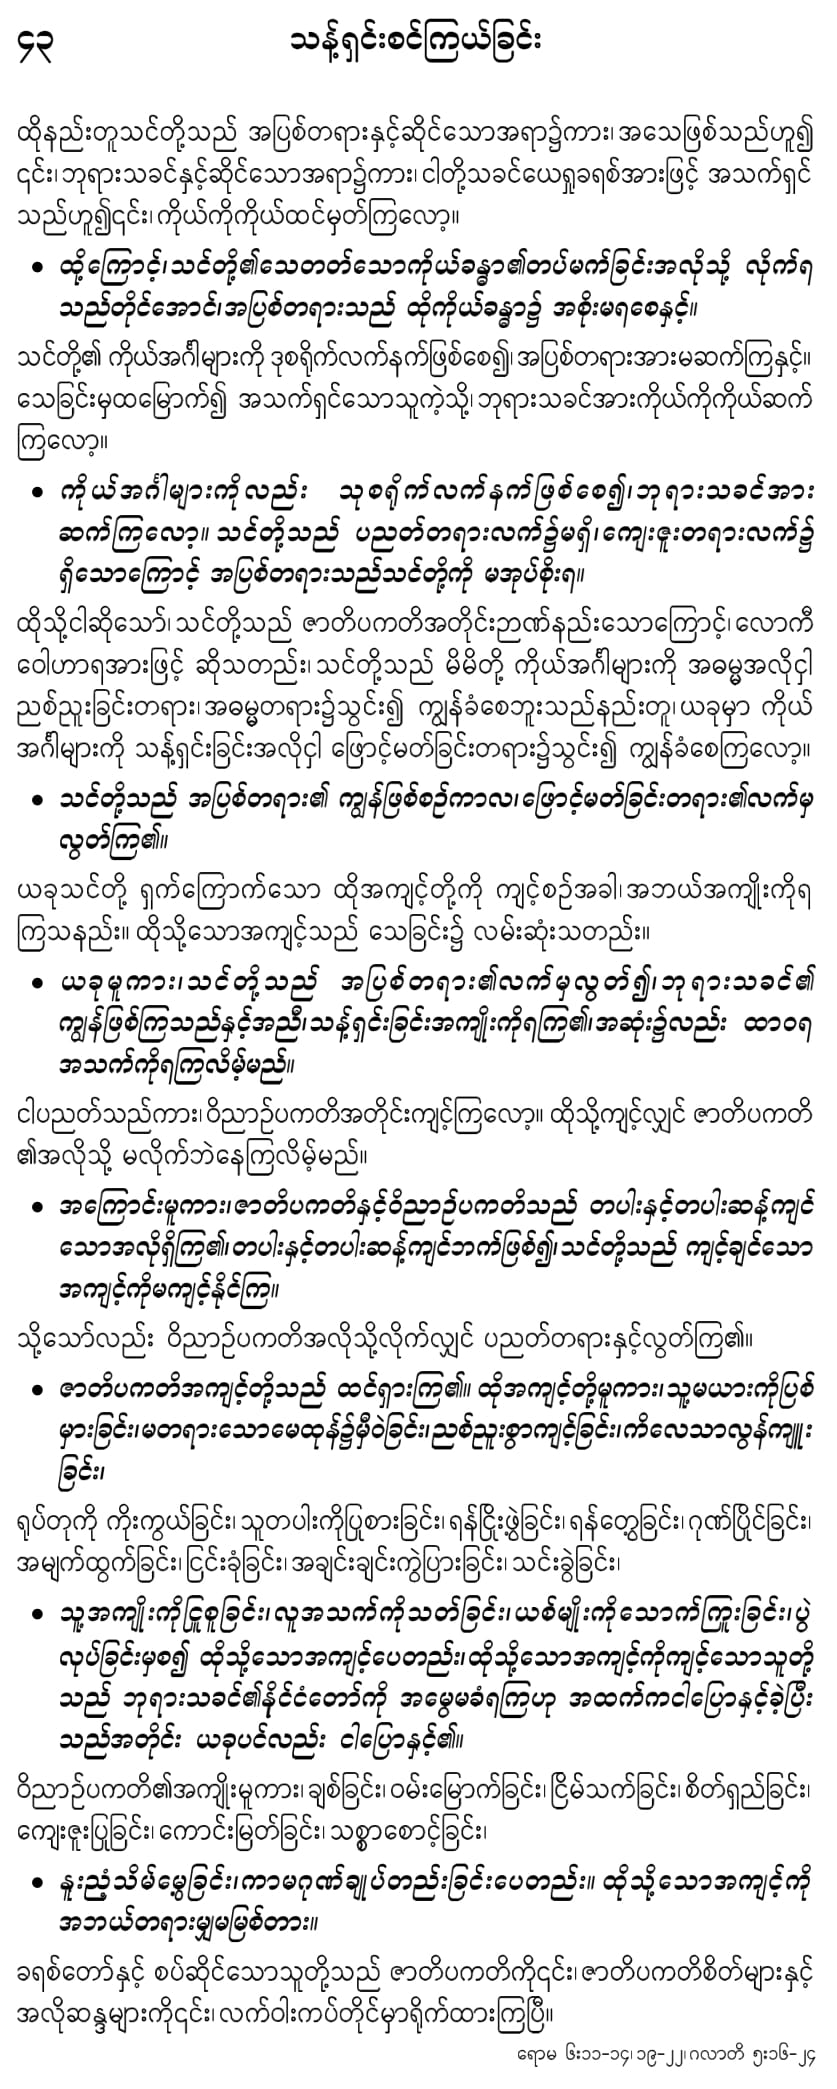 ၄၃
သန့်ရှင်းစင်ကြယ်ခြင်း
ထိုနည်းတူသင်တို့သည် အပြစ်တရားနှင့်ဆိုင်သောအရာ၌ကား၊ အသေဖြစ်သည်ဟူ၍
၎င်း၊ ဘုရားသခင်နှင့်ဆိုင်သောအရာ၌ကား၊ ငါတို့သခင်ယေရှုခရစ်အားဖြင့် အသက်ရှင်
သည်ဟူ၍၎င်း၊ ကိုယ်ကိုကိုယ်ထင်မှတ်ကြလော့။
• ထို့ကြောင့်၊ သင်တို့၏သေတတ်သောကိုယ်ခန္ဓာ၏တပ်မက်ခြင်းအလိုသို့ လိုက်ရ
သည်တိုင်အောင်၊ အပြစ်တရားသည် ထိုကိုယ်ခန္ဓာ၌ အစိုးမရစေနှင့်။
သင်တို့၏ ကိုယ်အင်္ဂါများကို ဒုစရိုက်လက်နက်ဖြစ်စေ၍၊ အပြစ်တရားအားမဆက်ကြနှင့်။
သေခြင်းမှထမြောက်၍ အသက်ရှင်သောသူကဲ့သို့၊ ဘုရားသခင်အားကိုယ်ကိုကိုယ်ဆက်
ကြလော့။
• ကိုယ်အင်္ဂါများကိုလည်း သုစရိုက်လက်နက်ဖြစ်စေ၍၊ ဘုရားသခင်အား
ဆက်ကြလော့။ သင်တို့သည် ပညတ်တရားလက်၌မရှိ၊ ကျေးဇူးတရားလက်၌
ရှိသောကြောင့် အပြစ်တရားသည်သင်တို့ကို မအုပ်စိုးရ။
ထိုသို့ငါဆိုသော်၊ သင်တို့သည် ဇာတိပကတိအတိုင်းဉာဏ်နည်းသောကြောင့်၊ လောကီ
ဝေါဟာရအားဖြင့် ဆိုသတည်း၊ သင်တို့သည် မိမိတို့ ကိုယ်အင်္ဂါများကို အဓမ္မအလိုငှါ
ညစ်ညူးခြင်းတရား၊ အဓမ္မတရား၌သွင်း၍ ကျွန်ခံစေဘူးသည်နည်းတူ၊ ယခုမှာ ကိုယ်
အင်္ဂါများကို သန့်ရှင်းခြင်းအလိုငှါ ဖြောင့်မတ်ခြင်းတရား၌သွင်း၍ ကျွန်ခံစေကြလော့။
• သင်တို့သည် အပြစ်တရား၏ ကျွန်ဖြစ်စဉ်ကာလ၊ ဖြောင့်မတ်ခြင်းတရား၏လက်မှ
လွတ်ကြ၏။
ယခုသင်တို့ ရှက်ကြောက်သော ထိုအကျင့်တို့ကို ကျင့်စဉ်အခါ၊ အဘယ်အကျိုးကိုရ
ကြသနည်း။ ထိုသို့သောအကျင့်သည် သေခြင်း၌ လမ်းဆုံးသတည်း။
• ယခုမူကား၊ သင်တို့သည် အပြစ်တရား၏လက်မှလွတ်၍၊ ဘုရားသခင်၏
ကျွန်ဖြစ်ကြသည်နှင့်အညီ၊ သန့်ရှင်းခြင်းအကျိုးကိုရကြ၏၊ အဆုံး၌လည်း ထာဝရ
အသက်ကိုရကြလိမ့်မည်။
ငါပညတ်သည်ကား၊ ဝိညာဉ်ပကတိအတိုင်းကျင့်ကြလော့။ ထိုသို့ကျင့်လျှင် ဇာတိပကတိ
၏အလိုသို့ မလိုက်ဘဲနေကြလိမ့်မည်။
• အကြောင်းမူကား၊ ဇာတိပကတိနှင့်ဝိညာဉ်ပကတိသည် တပါးနှင့်တပါးဆန့်ကျင်
သောအလိုရှိကြ၏၊ တပါးနှင့်တပါးဆန့်ကျင်ဘက်ဖြစ်၍၊ သင်တို့သည် ကျင့်ချင်သော
အကျင့်ကိုမကျင့်နိုင်ကြ။
သို့သော်လည်း ဝိညာဉ်ပကတိအလိုသို့လိုက်လျှင် ပညတ်တရားနှင့်လွတ်ကြ၏။
• ဇာတိပကတိအကျင့်တို့သည် ထင်ရှားကြ၏။ ထိုအကျင့်တို့မူကား၊ သူ့မယားကိုပြစ်
မှားခြင်း၊ မတရားသောမေထုန်၌မှီဝဲခြင်း၊ ညစ်ညူးစွာကျင့်ခြင်း၊ ကိလေသာလွန်ကျူး
ခြင်း၊
ရုပ်တုကို ကိုးကွယ်ခြင်း၊ သူတပါးကိုပြုစားခြင်း၊ ရန်ငြိုးဖွဲ့ခြင်း၊ ရန်တွေ့ခြင်း၊ ဂုဏ်ပြိုင်ခြင်း၊
အမျက်ထွက်ခြင်း၊ ငြင်းခုံခြင်း၊ အချင်းချင်းကွဲပြားခြင်း၊ သင်းခွဲခြင်း၊
• သူ့အကျိုးကိုငြူစူခြင်း၊ လူအသက်ကိုသတ်ခြင်း၊ ယစ်မျိုးကိုသောက်ကြူးခြင်း၊ ပွဲ
လုပ်ခြင်းမှစ၍ ထိုသို့သောအကျင့်ပေတည်း၊ ထိုသို့သောအကျင့်ကိုကျင့်သောသူတို့
သည် ဘုရားသခင်၏နိုင်ငံတော်ကို အမွေမခံရကြဟု အထက်ကငါပြောနှင့်ခဲ့ပြီး
သည်အတိုင်း ယခုပင်လည်း ငါပြောနှင့်၏။
ဝိညာဉ်ပကတိ၏အကျိုးမူကား၊ ချစ်ခြင်း၊ ဝမ်းမြောက်ခြင်း၊ ငြိမ်သက်ခြင်း၊ စိတ်ရှည်ခြင်း၊
ကျေးဇူးပြုခြင်း၊ ကောင်းမြတ်ခြင်း၊ သစ္စာစောင့်ခြင်း၊
• နူးညံ့သိမ်မွေ့ခြင်း၊ ကာမဂုဏ်ချုပ်တည်းခြင်းပေတည်း။ ထိုသို့သောအကျင့်ကို
အဘယ်တရားမျှမမြစ်တား။
ခရစ်တော်နှင့် စပ်ဆိုင်သောသူတို့သည် ဇာတိပကတိကို၎င်း၊ ဇာတိပကတိစိတ်များနှင့်
အလိုဆန္ဒများကို၎င်း၊ လက်ဝါးကပ်တိုင်မှာရိုက်ထားကြပြီ။
ရောမ ၆း၁၁-၁၄၊ ၁၉-၂၂၊ ဂလာတိ ၅း၁၆-၂၄